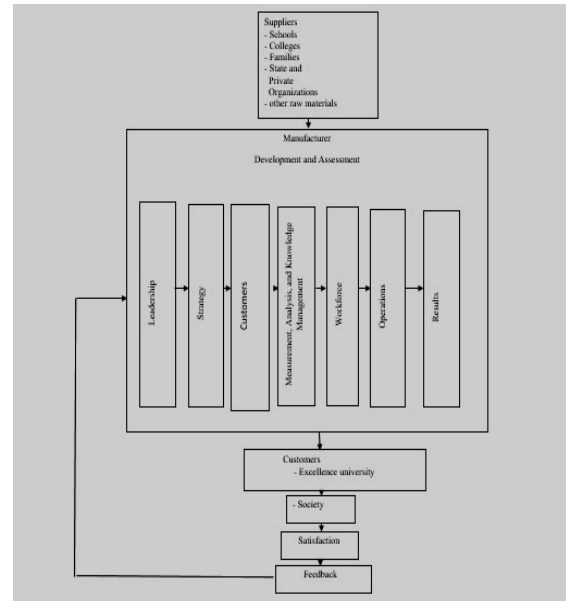 Suppliers
- Schools
- Colleges
- Families
- State and
Private
Organizations
- other raw materials
Manufacturer
Development and Assessment
Leadership
Strategy
Customers
Measurement, Analysis, and Knowledge
Management
Workforce
Operations
Results
Customers
- Excellence university
- Society
Satisfaction
Feedback